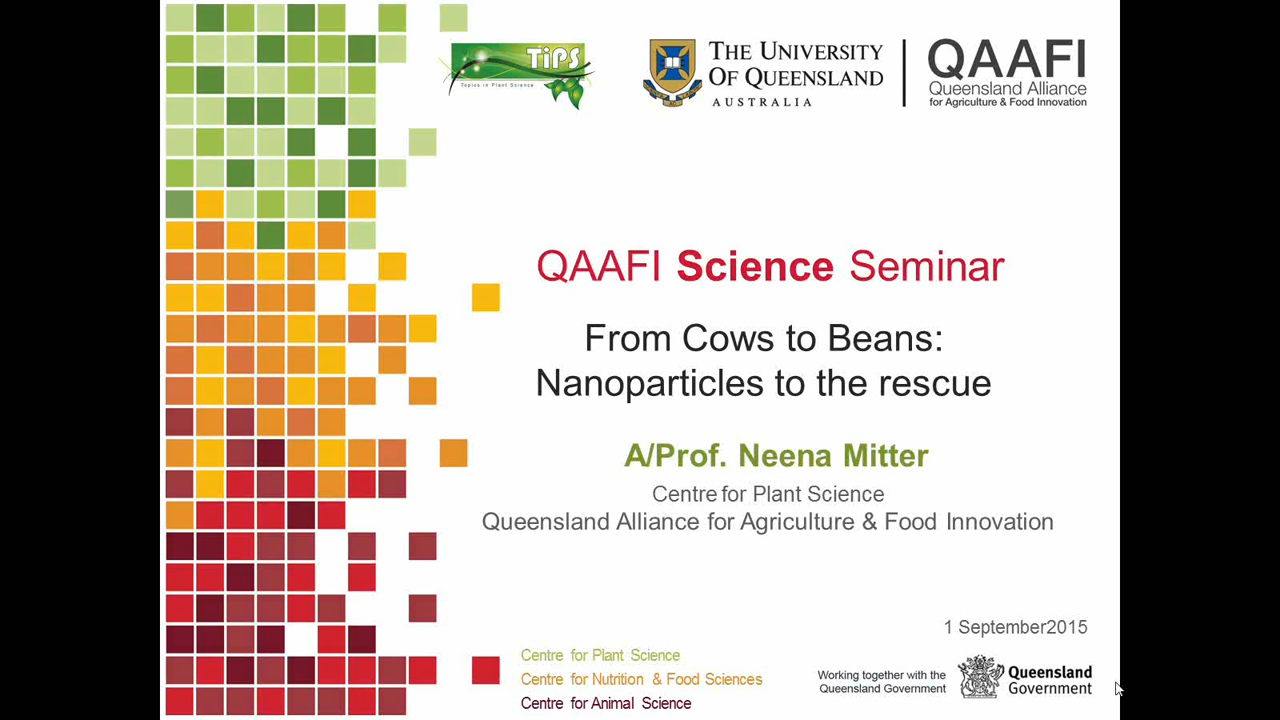 TiPS
Topics in Plant Science
THE UNIVERSITY
OF QUEENSLAND
AUSTRALIA
QAAFI
Queensland Alliance
for Agriculture & Food Innovation
QAAFI Science Seminar
From Cows to Beans:
Nanoparticles to the rescue
A/Prof. Neena Mitter
Centre for Plant Science
Queensland Alliance for Agriculture & Food Innovation
1 September2015
Centre for Plant Science
Centre for Nutrition & Food Sciences
Centre for Animal Science
Working together with the
Queensland Government
Queensland
Government